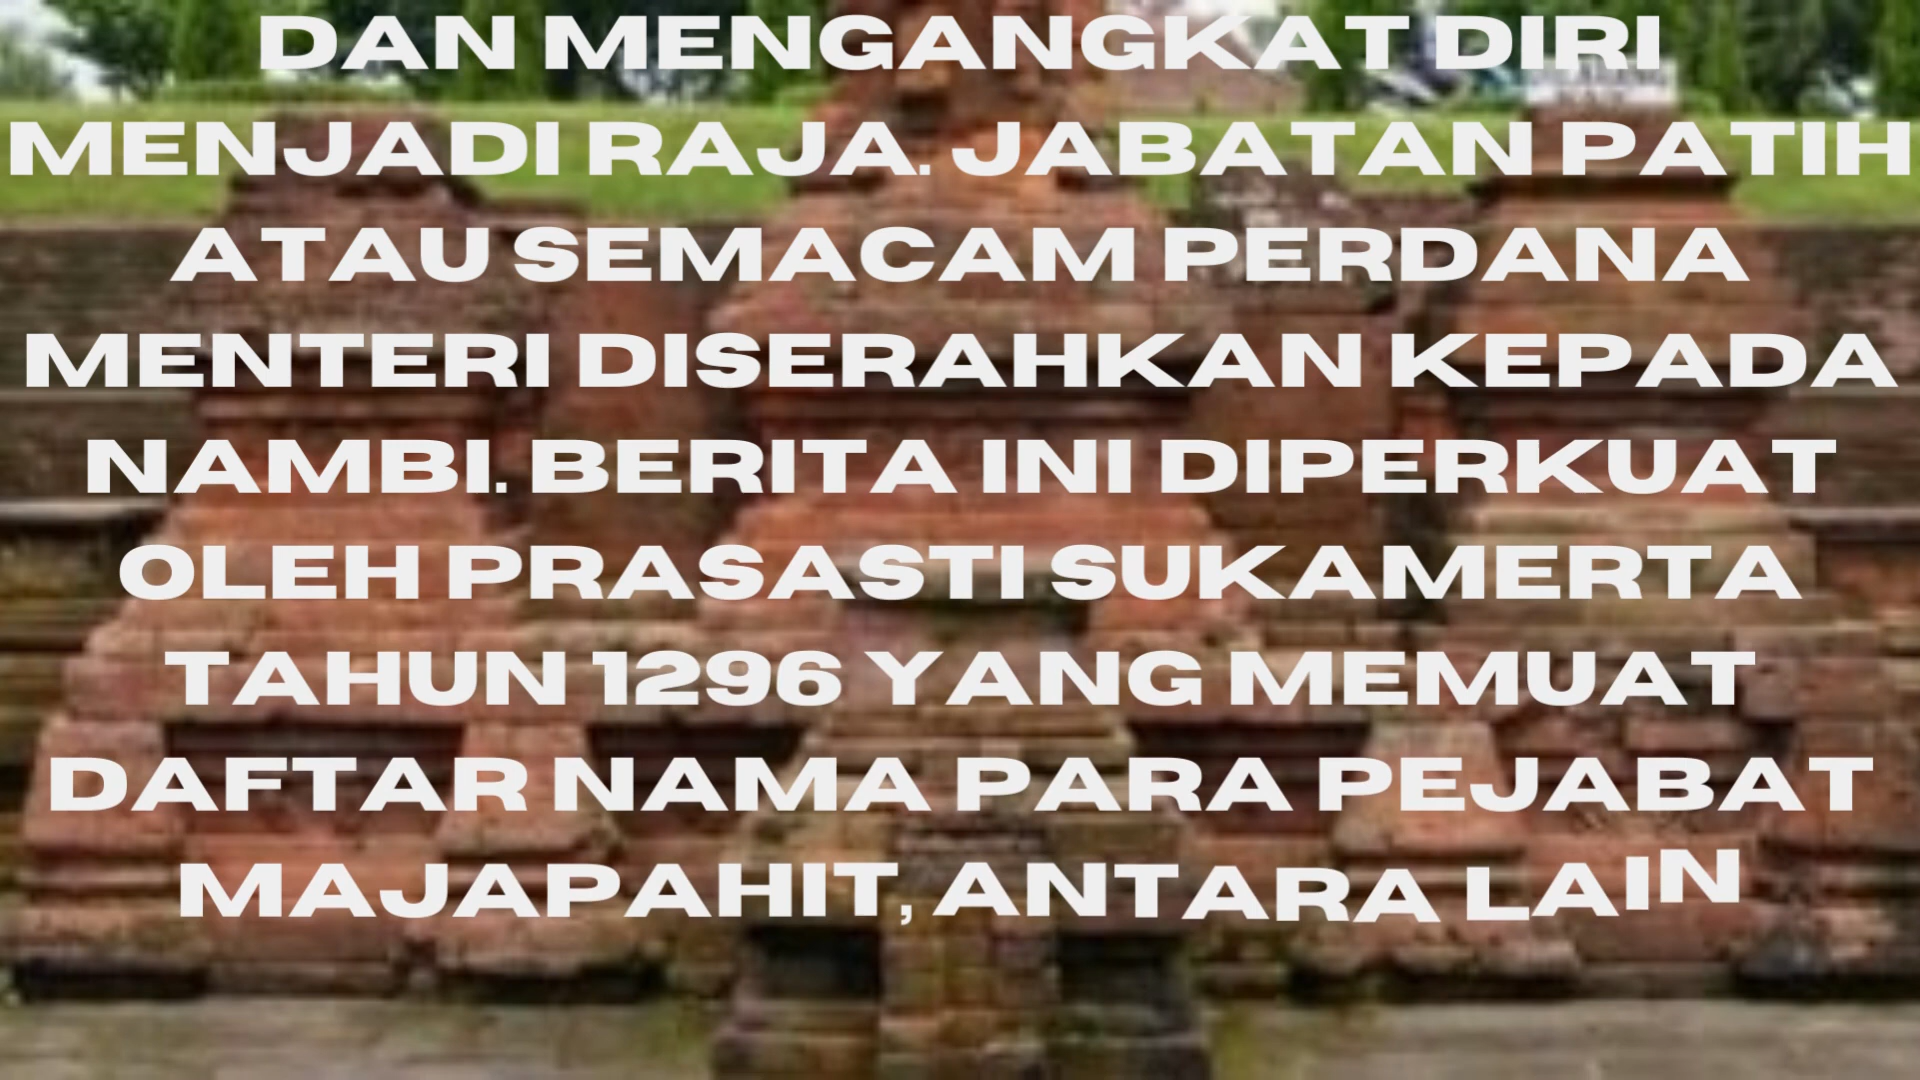 DAN MENGANGKAT DIRI
MENJADI RAJA. JABATAN PATIH
ATAU SEMACAM PERDANA
MENTERI DISERAHKAN KEPADA
NAMBI. BERITA INI DIPERKUAT
OLEH PRASASTI SUKAMERTA
TAHUN 1296 YANG MEMUAT
DAFTAR NAMA PARA PEJABAT
MAJAPAHIT, ANTARA LAIN